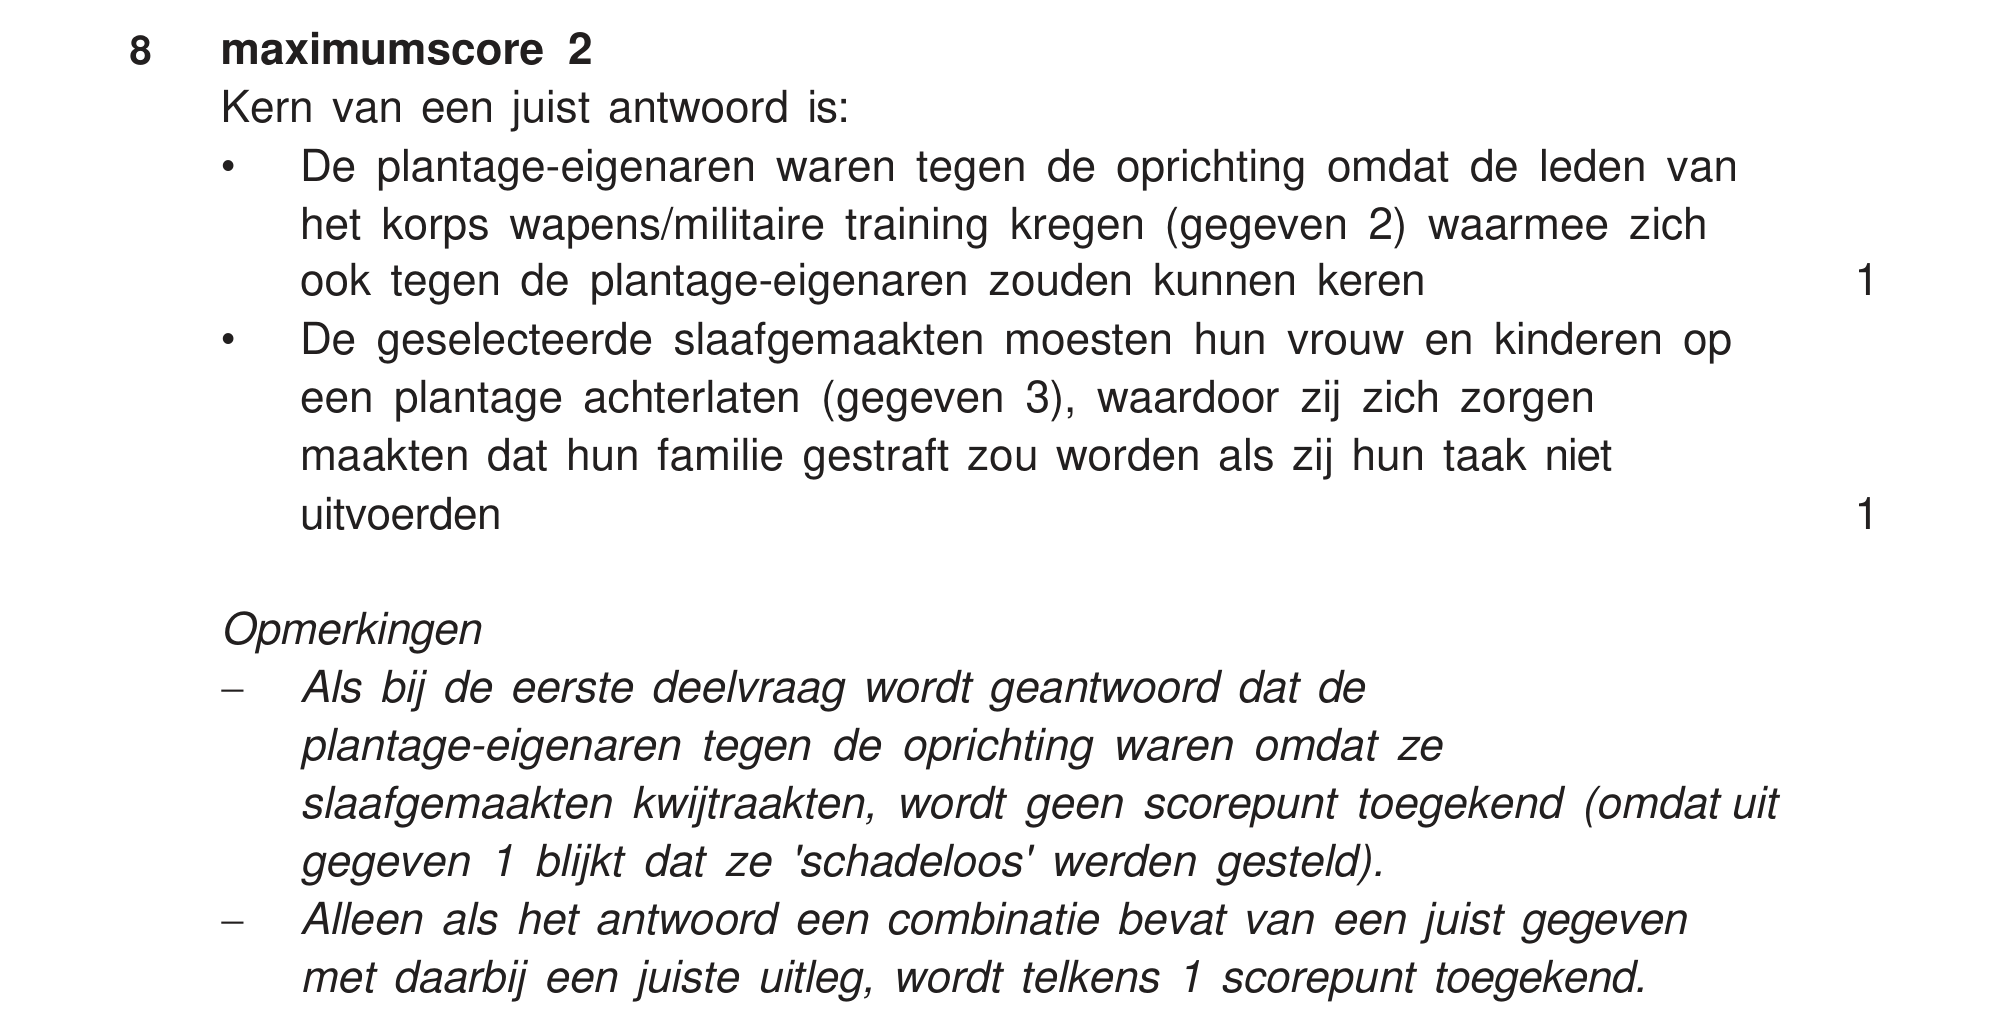 8 maximumscore 2
Kern van een juist antwoord is:
• De plantage-eigenaren waren tegen de oprichting omdat de leden van
het korps wapens/militaire training kregen (gegeven 2) waarmee zich
ook tegen de plantage-eigenaren zouden kunnen keren 1
• De geselecteerde slaafgemaakten moesten hun vrouw en kinderen op
een plantage achterlaten (gegeven 3), waardoor zij zich zorgen
maakten dat hun familie gestraft zou worden als zij hun taak niet
uitvoerden 1
Opmerkingen
– Als bij de eerste deelvraag wordt geantwoord dat de
plantage-eigenaren tegen de oprichting waren omdat ze
slaafgemaakten kwijtraakten, wordt geen scorepunt toegekend (omdat uit
gegeven 1 blijkt dat ze 'schadeloos' werden gesteld).
– Alleen als het antwoord een combinatie bevat van een juist gegeven
met daarbij een juiste uitleg, wordt telkens 1 scorepunt toegekend.